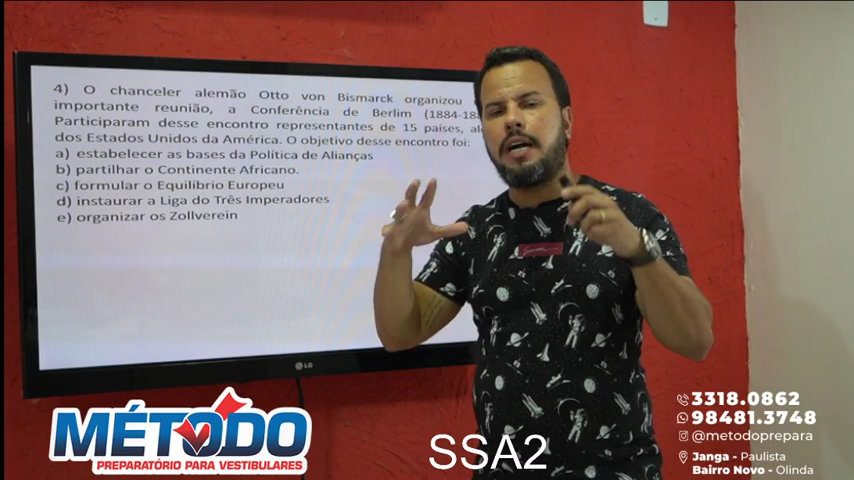 4) O chanceler alemão Otto von Bismarck organizou
importante reunião, a Conferência de Berlim
Participaram desse encontro representantes de 15 países,
dos Estados Unidos da América. O objetivo desse encontro foi:
a) estabelecer as bases da Política de Alianças
b) partilhar o Continente Africano.
c) formular o Equilíbrio Europeu
d) instaurar a Liga do Três Imperadores
e) organizar os Zollverein
LG
MÉTODO
PREPARATÓRIO PARA VESTIBULARES
SSA2
3318.0862
98481.3748
@metodoprepara
Janga - Paulista
Bairro Novo - Olinda